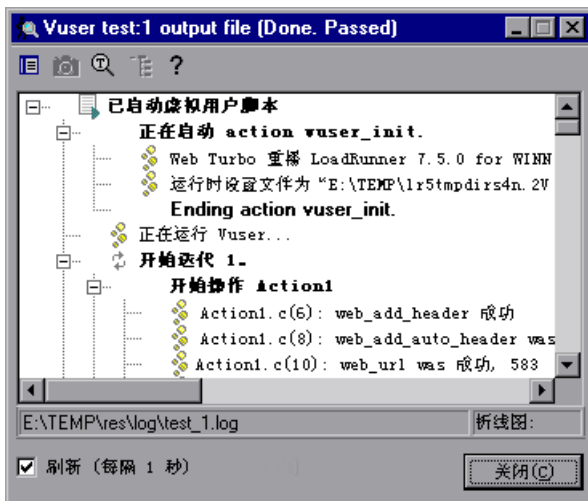 Vuser test:1 output file (Done. Passed)
已启动虚拟用户脚本
正在启动 action vuser_init.
Web Turbo 重播 LoadRunner 7.5.0 for WINN
运行时设置文件为 "E:\TEMP\lr5tmpdirs4n.2V
Ending action vuser_init.
正在运行 Vuser...
开始迭代 1.
开始操作 Action1
Action1.c(6): web_add_header 成功
Action1.c(8): web_add_auto_header was
Action1.c(10): web_url was 成功, 583
E:\TEMP\res\log\test_1.log
折线图:
刷新 (每隔 1 秒)
关闭(C)